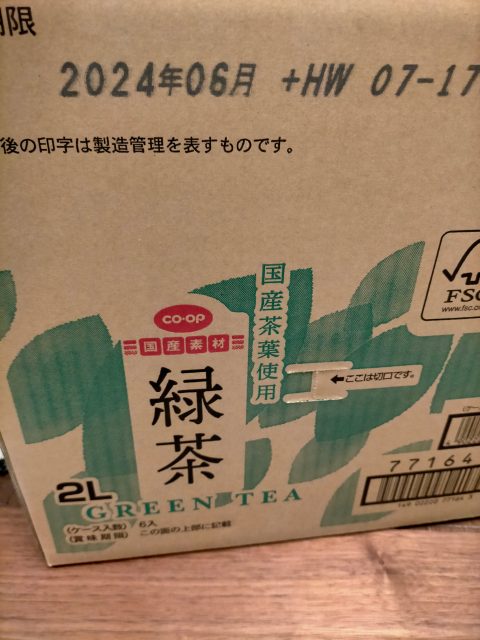 限
2024年06月 +HW 07-17
後の印字は製造管理を表すものです。
国産茶葉使用
co・op
国産素材
緑茶
←ここは切口です。
FSC
2L
GREEN TEA
77164
(ケース入数) 6入
(賞味期限) この面の上部に記載